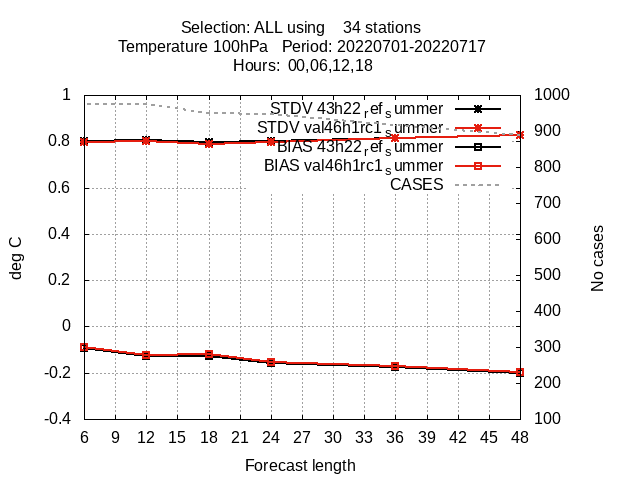 Selection: ALL using    34 stations
Temperature 100hPa   Period: 20220701-20220717
Hours:  00,06,12,18
1
0.8
0.6
0.4
0.2
0
-0.2
-0.4
deg C
STDV 43h22_ref_summer
STDV val46h1rc1_summer
BIAS 43h22_ref_summer
BIAS val46h1rc1_summer
CASES
1000
900
800
700
600
500
400
300
200
100
No cases
6 9 12 15 18 21 24 27 30 33 36 39 42 45 48
Forecast length